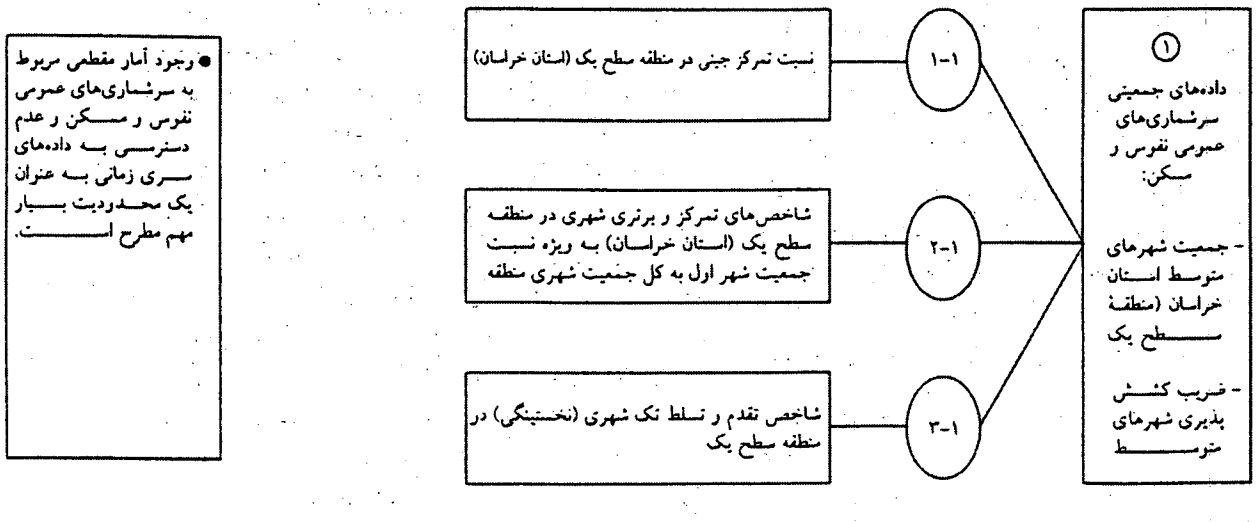 ۱
داده‌های جمعیتی
سرشماری‌های
عمومی نفوس و
مسکن:
- جمعیت شهرهای
متوسط استان
خراسان (منطقهٔ
سطح یک
- ضریب کشش
پذیری شهرهای
متوسط
۱-۱
نسبت تمرکز جینی در منطقه سطح یک (استان خراسان)
۲-۱
شاخص‌های تمرکز و برتری شهری در منطقه
سطح یک (استان خراسان) به ویژه نسبت
جمعیت شهر اول به کل جمعیت شهری منطقه
۳-۱
شاخص تقدم و تسلط تک شهری (نخستینگی) در
منطقه سطح یک
● وجود آمار مقطعی مربوط
به سرشماری‌های عمومی
نفوس و مسکن و عدم
دسترسی به داده‌های
سری زمانی به عنوان
یک محدودیت بسیار
مهم مطرح است.